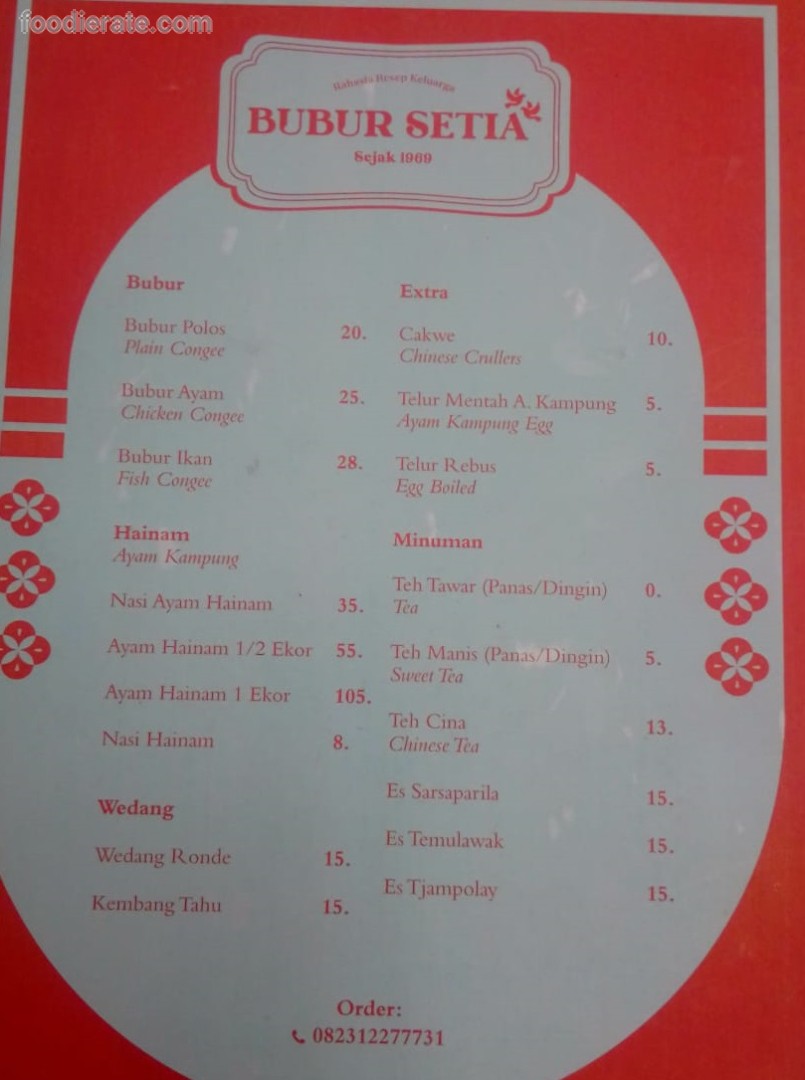 foodierate.com
Rahasia Resep Keluarga
BUBUR SETIA
Sejak 1969
Bubur
Bubur Polos 20.
Plain Congee
Bubur Ayam 25.
Chicken Congee
Bubur Ikan 28.
Fish Congee
Hainam
Ayam Kampung
Nasi Ayam Hainam 35.
Ayam Hainam 1/2 Ekor 55.
Ayam Hainam 1 Ekor 105.
Nasi Hainam 8.
Wedang
Wedang Ronde 15.
Kembang Tahu 15.
Extra
Cakwe 10.
Chinese Crullers
Telur Mentah A. Kampung 5.
Ayam Kampung Egg
Telur Rebus 5.
Egg Boiled
Minuman
Teh Tawar (Panas/Dingin) 0.
Tea
Teh Manis (Panas/Dingin) 5.
Sweet Tea
Teh Cina 13.
Chinese Tea
Es Sarsaparila 15.
Es Temulawak 15.
Es Tjampolay 15.
Order:
082312277731